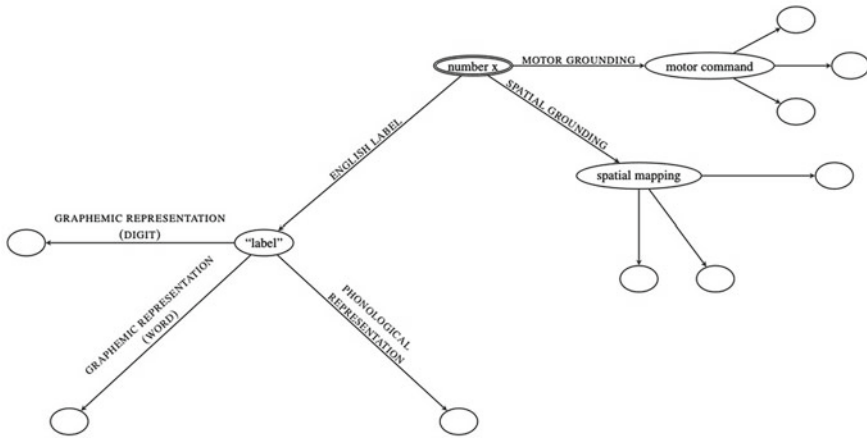 number x
MOTOR GROUNDING
motor command
SPATIAL GROUNDING
ENGLISH LABEL
spatial mapping
GRAPHEMIC REPRESENTATION
(DIGIT)
“label”
GRAPHEMIC REPRESENTATION
(WORD)
PHONOLOGICAL
REPRESENTATION